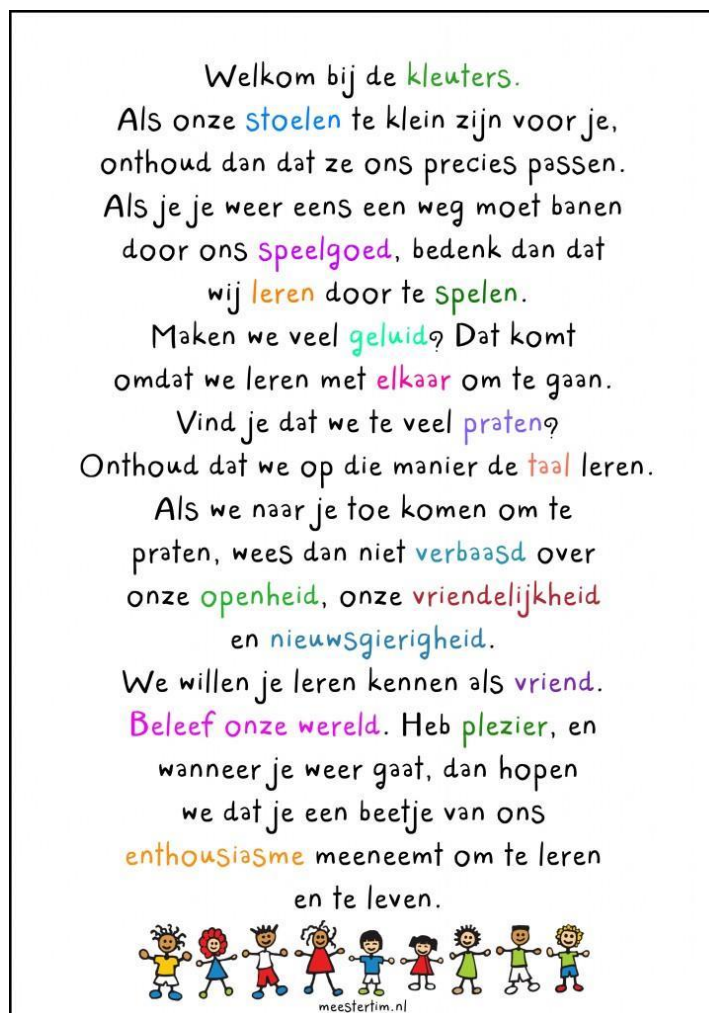 Welkom bij de kleuters.
Als onze stoelen te klein zijn voor je,
onthoud dan dat ze ons precies passen.
Als je je weer eens een weg moet banen
door ons speelgoed, bedenk dan dat
wij leren door te spelen.
Maken we veel geluid? Dat komt
omdat we leren met elkaar om te gaan.
Vind je dat we te veel praten?
Onthoud dat we op die manier de taal leren.
Als we naar je toe komen om te
praten, wees dan niet verbaasd over
onze openheid, onze vriendelijkheid
en nieuwsgierigheid.
We willen je leren kennen als vriend.
Beleef onze wereld. Heb plezier, en
wanneer je weer gaat, dan hopen
we dat je een beetje van ons
enthousiasme meeneemt om te leren
en te leven.
meestertim.nl